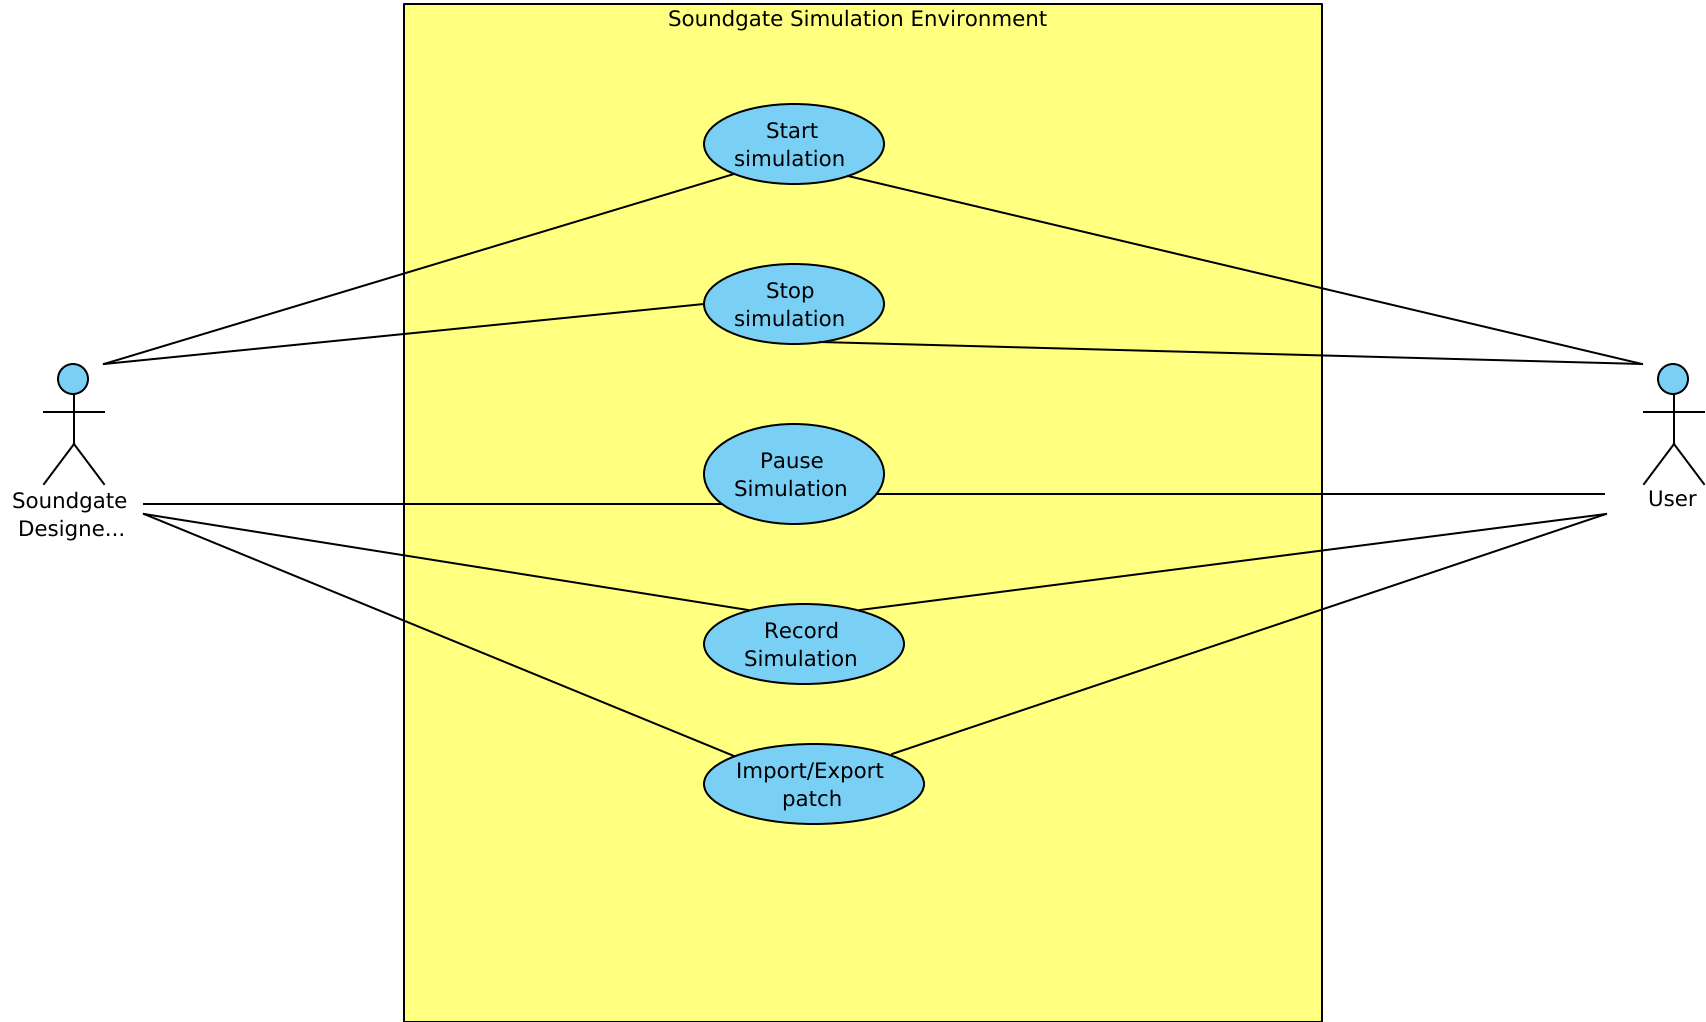 Soundgate Simulation Environment
Start
simulation
Stop
simulation
Pause
Simulation
Soundgate
Designe...
User
Record
Simulation
Import/Export
patch